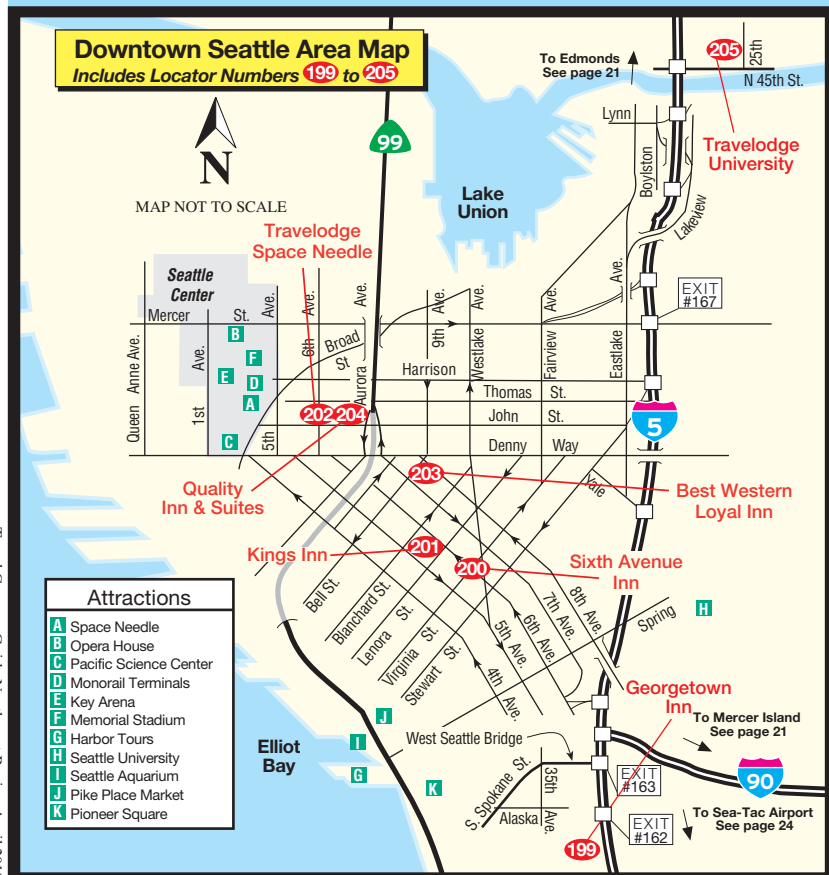 Downtown Seattle Area Map
Includes Locator Numbers 199 to 205
To Edmonds
See page 21
205
25th
N 45th St.
99
N
MAP NOT TO SCALE
Lynn
Boylston
Lakeview
Travelodge
University
Lake
Union
Travelodge
Space Needle
Seattle
Center
EXIT
#167
Mercer St.
Queen Anne Ave.
1st Ave.
5th Ave.
6th Ave.
Aurora Ave.
9th Ave.
Westlake Ave.
Fairview Ave.
Eastlake Ave.
Broad
St
Harrison
Thomas St.
John St.
Denny Way
B
F
E
D
A
C
202
204
5
203
Yale
Quality
Inn & Suites
Best Western
Loyal Inn
Kings Inn
201
200
Sixth Avenue
Inn
Bell St.
Blanchard St.
Lenora St.
Virginia St.
Stewart St.
4th Ave.
5th Ave.
6th Ave.
7th Ave.
8th Ave.
Spring
H
Attractions
A Space Needle
B Opera House
C Pacific Science Center
D Monorail Terminals
E Key Arena
F Memorial Stadium
G Harbor Tours
H Seattle University
I Seattle Aquarium
J Pike Place Market
K Pioneer Square
Elliot
Bay
J
I
G
K
Georgetown
Inn
West Seattle Bridge
To Mercer Island
See page 21
90
S. Spokane St.
35th Ave.
Alaska
EXIT
#163
EXIT
#162
199
To Sea-Tac Airport
See page 24